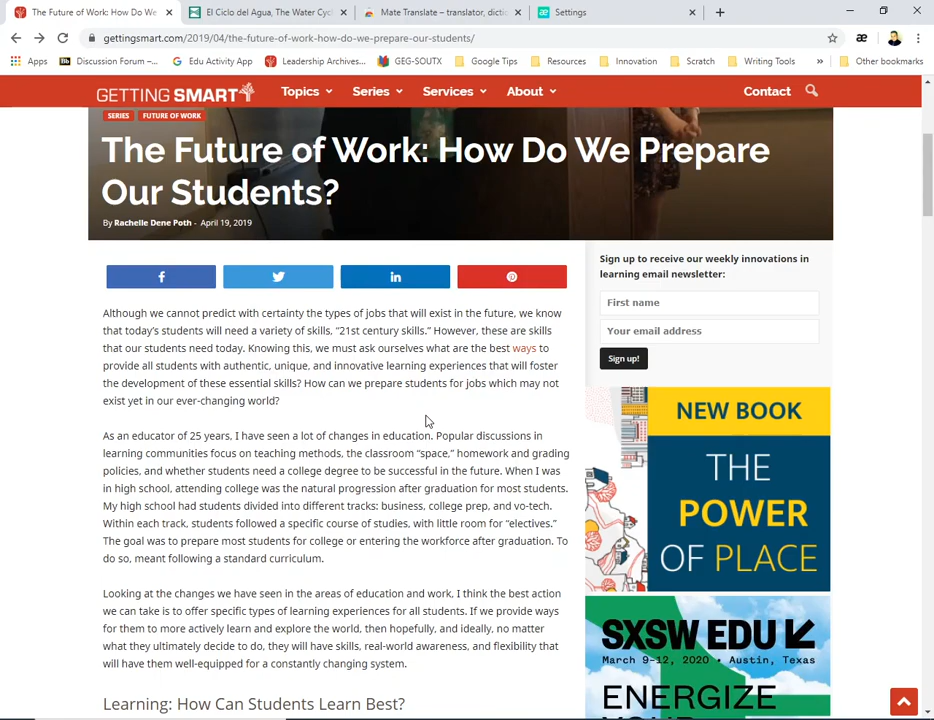 The Future of Work: How Do We
El Ciclo del Agua, The Water Cyc
Mate Translate – translator, dictio
Settings
gettingsmart.com/2019/04/the-future-of-work-how-do-we-prepare-our-students/
Apps
Discussion Forum –...
Edu Activity App
Leadership Archives...
GEG-SOUTX
Google Tips
Resources
Innovation
Scratch
Writing Tools
Other bookmarks
GETTING SMART
Topics
Series
Services
About
Contact
SERIES
FUTURE OF WORK
The Future of Work: How Do We Prepare
Our Students?
By Rachelle Dene Poth - April 19, 2019
Although we cannot predict with certainty the types of jobs that will exist in the future, we know
that today's students will need a variety of skills, “21st century skills.” However, these are skills
that our students need today. Knowing this, we must ask ourselves what are the best ways to
provide all students with authentic, unique, and innovative learning experiences that will foster
the development of these essential skills? How can we prepare students for jobs which may not
exist yet in our ever-changing world?
As an educator of 25 years, I have seen a lot of changes in education. Popular discussions in
learning communities focus on teaching methods, the classroom “space,” homework and grading
policies, and whether students need a college degree to be successful in the future. When I was
in high school, attending college was the natural progression after graduation for most students.
My high school had students divided into different tracks: business, college prep, and vo-tech.
Within each track, students followed a specific course of studies, with little room for “electives.”
The goal was to prepare most students for college or entering the workforce after graduation. To
do so, meant following a standard curriculum.
Looking at the changes we have seen in the areas of education and work, I think the best action
we can take is to offer specific types of learning experiences for all students. If we provide ways
for them to more actively learn and explore the world, then hopefully, and ideally, no matter
what they ultimately decide to do, they will have skills, real-world awareness, and flexibility that
will have them well-equipped for a constantly changing system.
Learning: How Can Students Learn Best?
Sign up to receive our weekly innovations in
learning email newsletter:
First name
Your email address
Sign up!
NEW BOOK
THE
POWER
OF PLACE
SXSW EDU
March 9–12, 2020 • Austin, Texas
ENERGIZE
YOUR